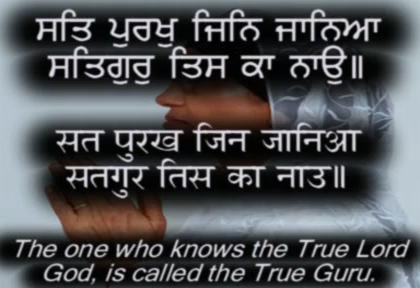 ਸਤਿ ਪੁਰਖੁ ਜਿਨਿ ਜਾਨਿਆ
ਸਤਿਗੁਰੁ ਤਿਸ ਕਾ ਨਾਉ॥
सत पुरख जिन जानिआ
सतगुर तिस का नाउ॥
The one who knows the True Lord
God, is called the True Guru.